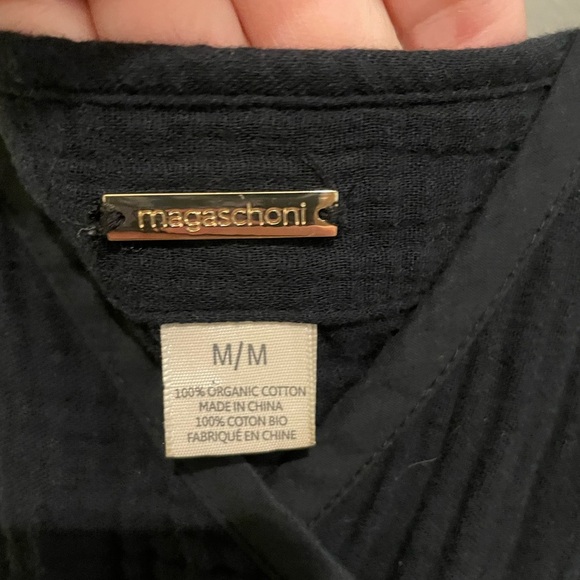 magaschoni
M/M
100% ORGANIC COTTON
MADE IN CHINA
100% COTON BIO
FABRIQUÉ EN CHINE